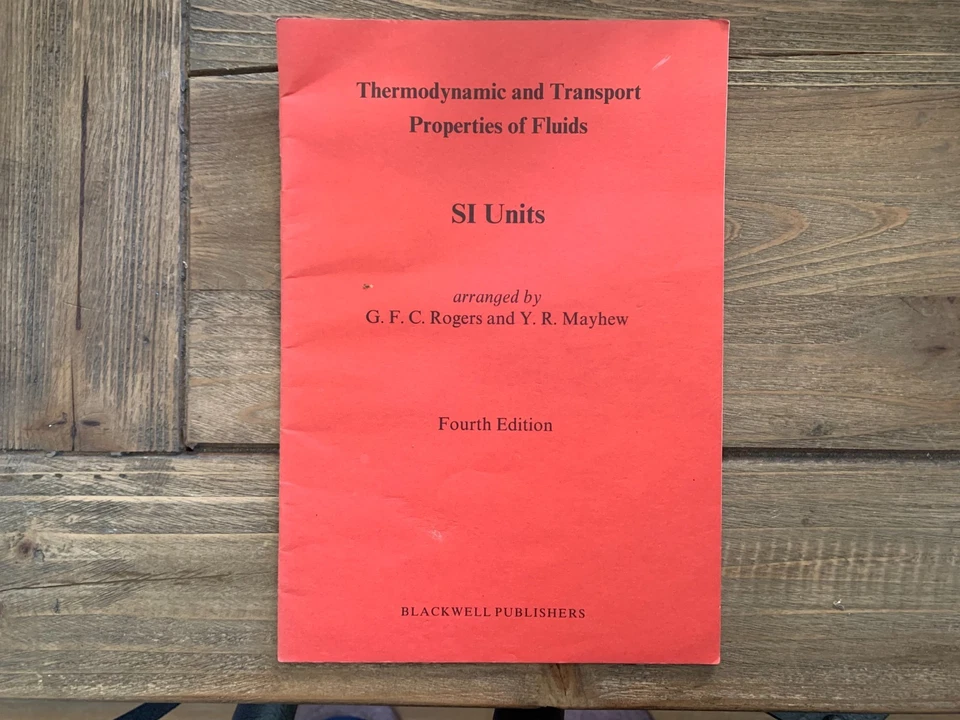 Thermodynamic and Transport
Properties of Fluids
SI Units
arranged by
G. F. C. Rogers and Y. R. Mayhew
Fourth Edition
BLACKWELL PUBLISHERS